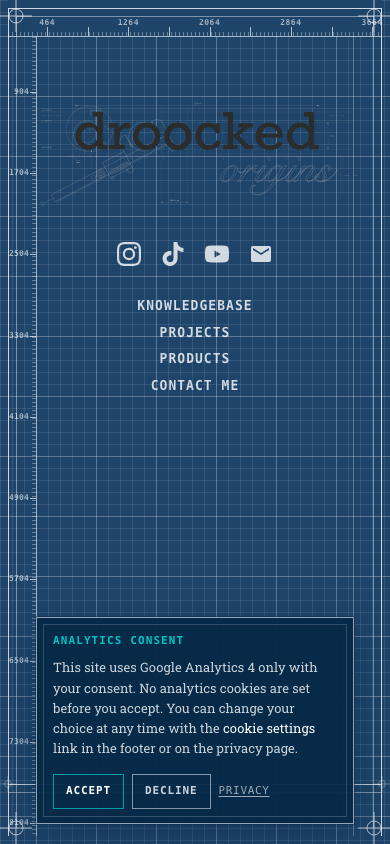 464 1264 2064 2864 3664
904
droocked
1704
origins
2504
KNOWLEDGEBASE
3304
PROJECTS
PRODUCTS
CONTACT ME
4104
4904
5704
ANALYTICS CONSENT
6504
This site uses Google Analytics 4 only with
your consent. No analytics cookies are set
before you accept. You can change your
choice at any time with the cookie settings
7304
link in the footer or on the privacy page.
ACCEPT DECLINE PRIVACY
8104